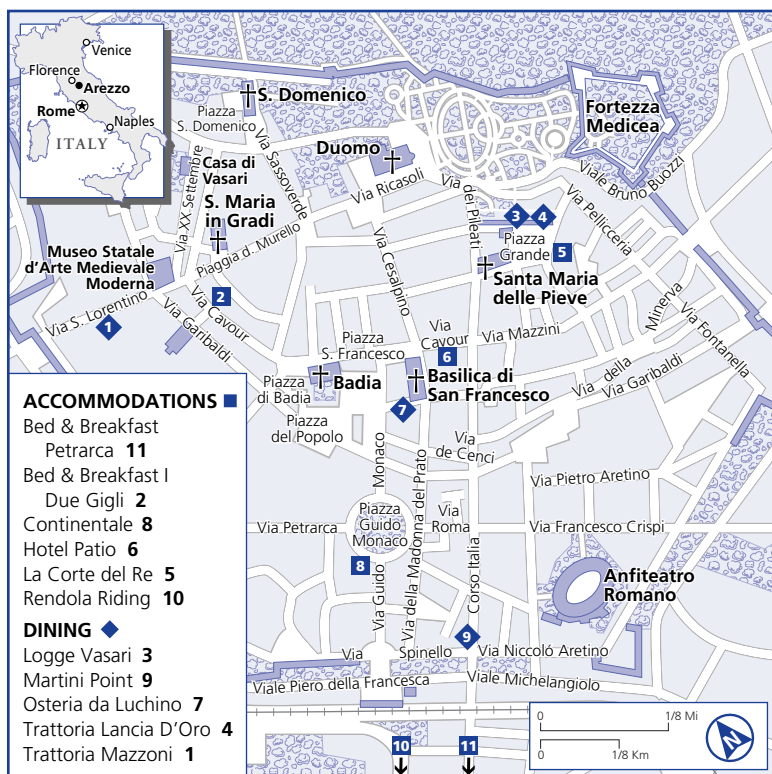 Venice
Florence
Arezzo
Rome
Naples
ITALY
S. Domenico
Piazza
S. Domenico
Fortezza
Medicea
Duomo
Casa di
Vasari
Via Sassoverde
Via XX Settembre
S. Maria
in Gradi
Via Ricasoli
Via dei Pileati
Viale Bruno Buozzi
Via Pellicceria
3
4
Piazza
Grande
5
Museo Statale
d'Arte Medievale
Moderna
Piaggia d. Murello
Via Cesalpino
Santa Maria
delle Pieve
2
Via S. Lorentino
1
Via Cavour
Via Garibaldi
Piazza
S. Francesco
Via
Cavour
6
Via Mazzini
Minerva
Via Fontanella
Via della
Via Garibaldi
Piazza
di Badia
Badia
Basilica di
San Francesco
7
Piazza
del Popolo
Via
de Cenci
Monaco
Via della Madonna del Prato
Via Pietro Aretino
Piazza
Guido
Monaco
Via Petrarca
Via
Roma
Via Francesco Crispi
8
Via Guido
Corso Italia
Anfiteatro
Romano
9
Via
Spinello
Via Niccoló Aretino
Viale Piero della Francesca
Viale Michelangiolo
10
11
ACCOMMODATIONS
Bed & Breakfast
Petrarca 11
Bed & Breakfast I
Due Gigli 2
Continentale 8
Hotel Patio 6
La Corte del Re 5
Rendola Riding 10
DINING
Logge Vasari 3
Martini Point 9
Osteria da Luchino 7
Trattoria Lancia D'Oro 4
Trattoria Mazzoni 1
0
1/8 Mi
0
1/8 Km
N